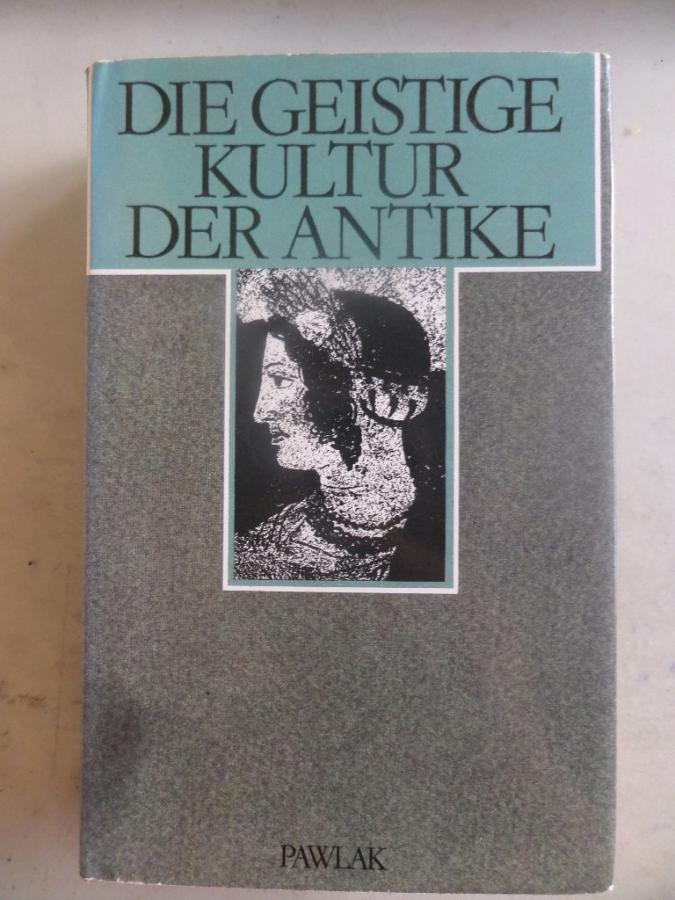 DIE GEISTIGE
KULTUR
DER ANTIKE
PAWLAK